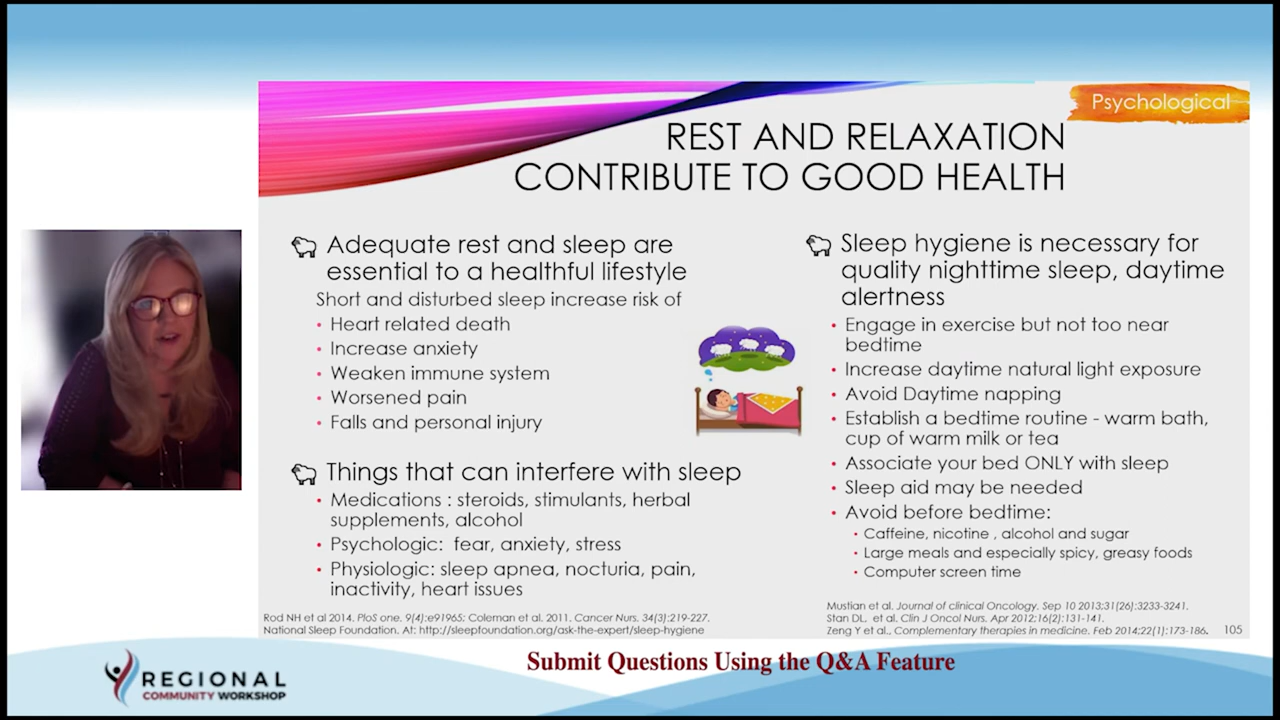 Psychological
REST AND RELAXATION
CONTRIBUTE TO GOOD HEALTH
Adequate rest and sleep are
essential to a healthful lifestyle
Short and disturbed sleep increase risk of
• Heart related death
• Increase anxiety
• Weaken immune system
• Worsened pain
• Falls and personal injury
Things that can interfere with sleep
• Medications : steroids, stimulants, herbal
supplements, alcohol
• Psychologic: fear, anxiety, stress
• Physiologic: sleep apnea, nocturia, pain,
inactivity, heart issues
Rod NH et al 2014. PloS one. 9(4):e91965; Coleman et al. 2011. Cancer Nurs. 34(3):219-227.
National Sleep Foundation. At: http://sleepfoundation.org/ask-the-expert/sleep-hygiene
Sleep hygiene is necessary for
quality nighttime sleep, daytime
alertness
• Engage in exercise but not too near
bedtime
• Increase daytime natural light exposure
• Avoid Daytime napping
• Establish a bedtime routine - warm bath,
cup of warm milk or tea
• Associate your bed ONLY with sleep
• Sleep aid may be needed
• Avoid before bedtime:
• Caffeine, nicotine , alcohol and sugar
• Large meals and especially spicy, greasy foods
• Computer screen time
Mustian et al. Journal of clinical Oncology. Sep 10 2013;31(26):3233-3241.
Stan DL, et al. Clin J Oncol Nurs. Apr 2012;16(2):131-141.
Zeng Y et al., Complementary therapies in medicine. Feb 2014;22(1):173-186.
105
REGIONAL
COMMUNITY WORKSHOP
Submit Questions Using the Q&A Feature